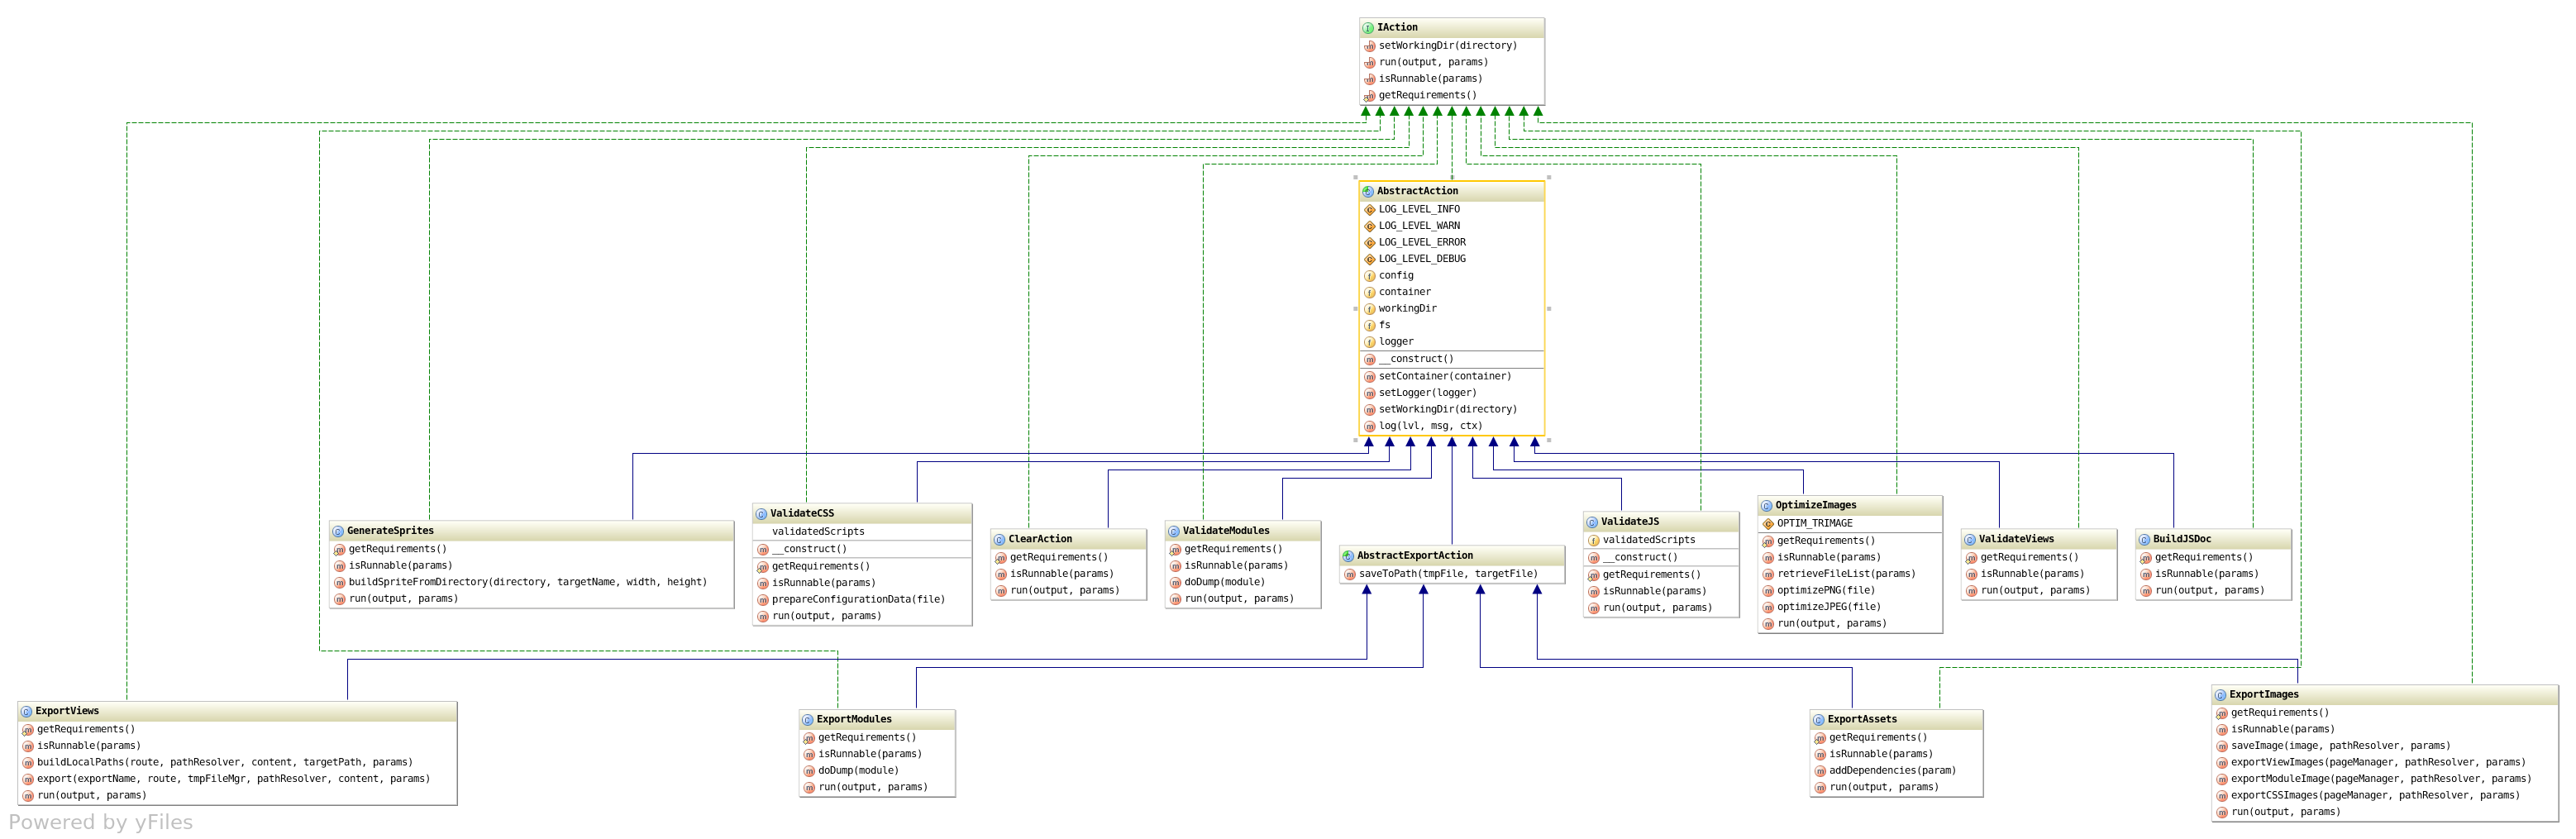 IAction
setWorkingDir(directory)
run(output, params)
isRunnable(params)
getRequirements()
AbstractAction
LOG_LEVEL_INFO
LOG_LEVEL_WARN
LOG_LEVEL_ERROR
LOG_LEVEL_DEBUG
config
container
workingDir
fs
logger
__construct()
setContainer(container)
setLogger(logger)
setWorkingDir(directory)
log(lvl, msg, ctx)
GenerateSprites
getRequirements()
isRunnable(params)
buildSpriteFromDirectory(directory, targetName, width, height)
run(output, params)
ValidateCSS
validatedScripts
__construct()
getRequirements()
isRunnable(params)
prepareConfigurationData(file)
run(output, params)
ClearAction
getRequirements()
isRunnable(params)
run(output, params)
ValidateModules
getRequirements()
isRunnable(params)
doDump(module)
run(output, params)
AbstractExportAction
saveToPath(tmpFile, targetFile)
ValidateJS
validatedScripts
__construct()
getRequirements()
isRunnable(params)
run(output, params)
OptimizeImages
OPTIM_TRIMAGE
getRequirements()
isRunnable(params)
retrieveFileList(params)
optimizePNG(file)
optimizeJPEG(file)
run(output, params)
ValidateViews
getRequirements()
isRunnable(params)
run(output, params)
BuildJSDoc
getRequirements()
isRunnable(params)
run(output, params)
ExportViews
getRequirements()
isRunnable(params)
buildLocalPaths(route, pathResolver, content, targetPath, params)
export(exportName, route, tmpFileMgr, pathResolver, content, params)
run(output, params)
ExportModules
getRequirements()
isRunnable(params)
doDump(module)
run(output, params)
ExportAssets
getRequirements()
isRunnable(params)
addDependencies(param)
run(output, params)
ExportImages
getRequirements()
isRunnable(params)
saveImage(image, pathResolver, params)
exportViewImages(pageManager, pathResolver, params)
exportModuleImage(pageManager, pathResolver, params)
exportCSSImages(pageManager, pathResolver, params)
run(output, params)
Powered by yFiles